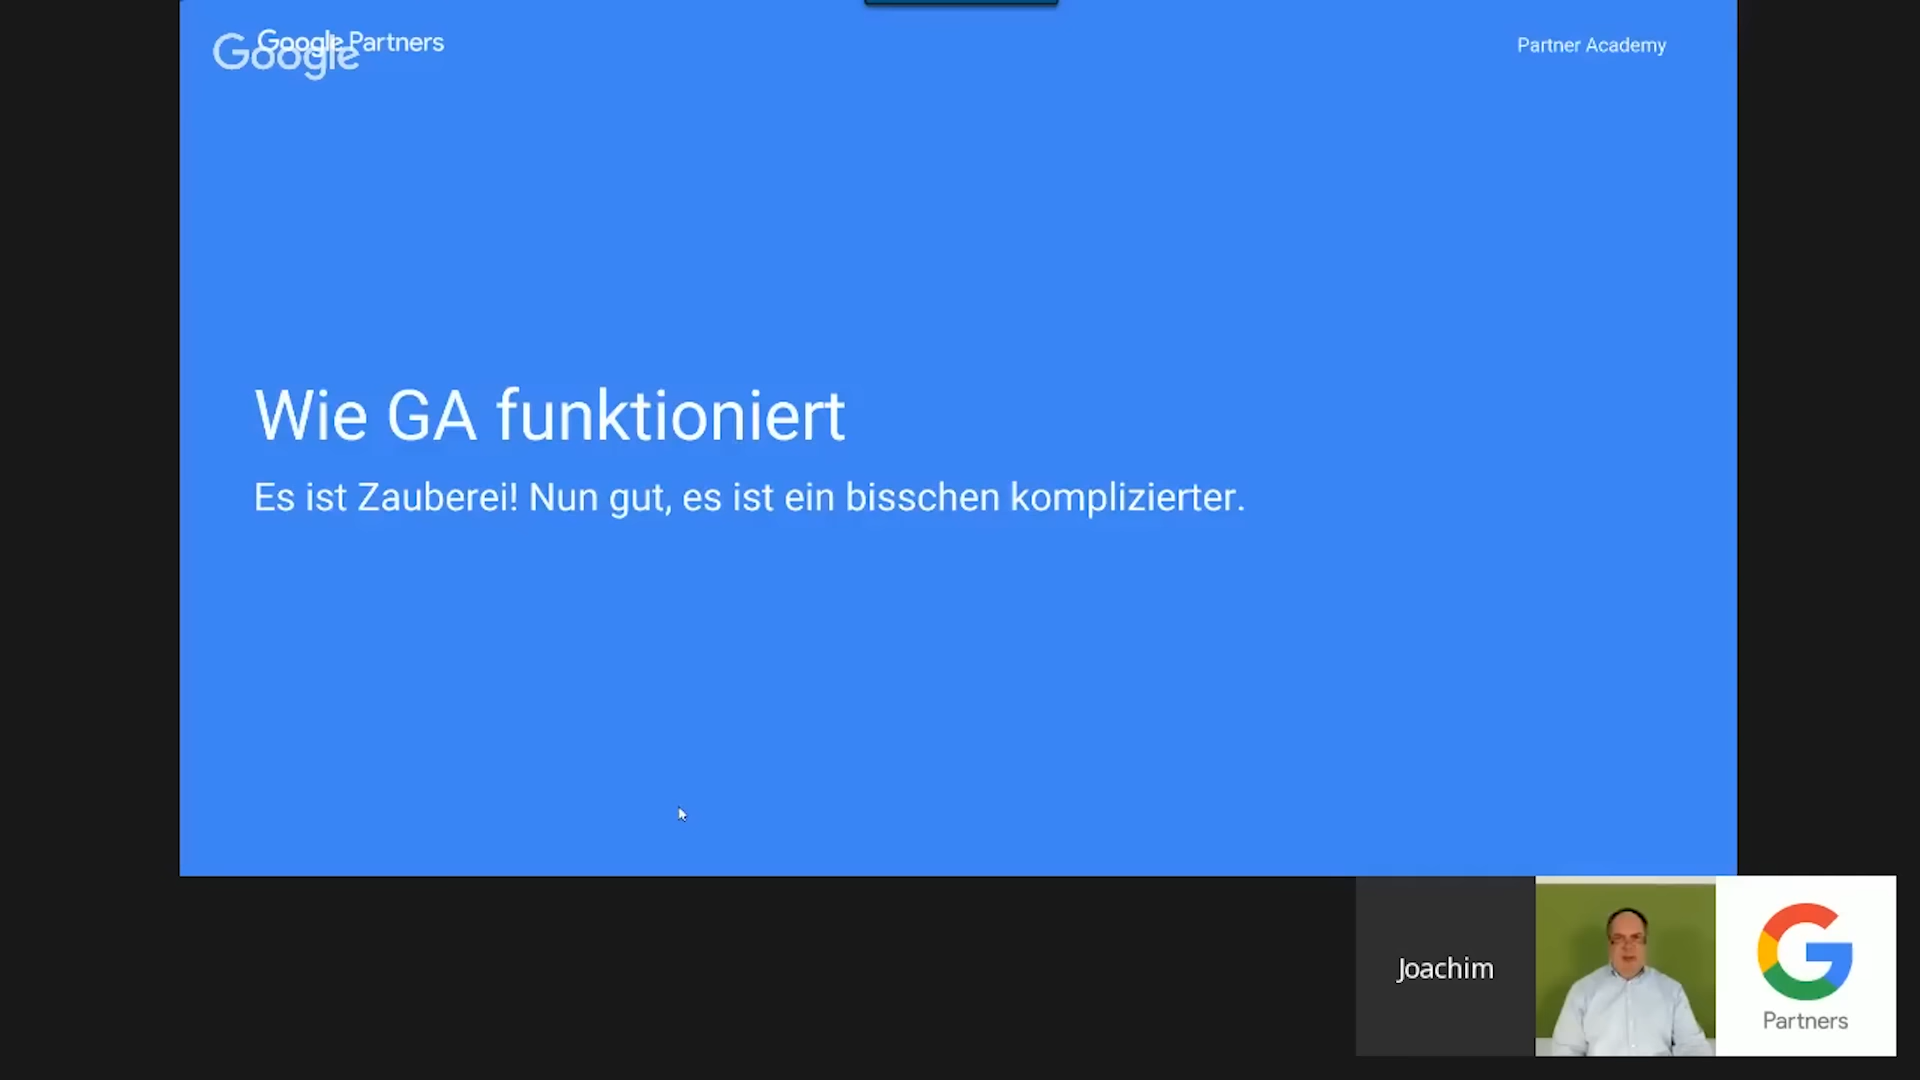 Google Partners
Google
Partner Academy
Wie GA funktioniert
Es ist Zauberei! Nun gut, es ist ein bisschen komplizierter.
Joachim
G
Partners